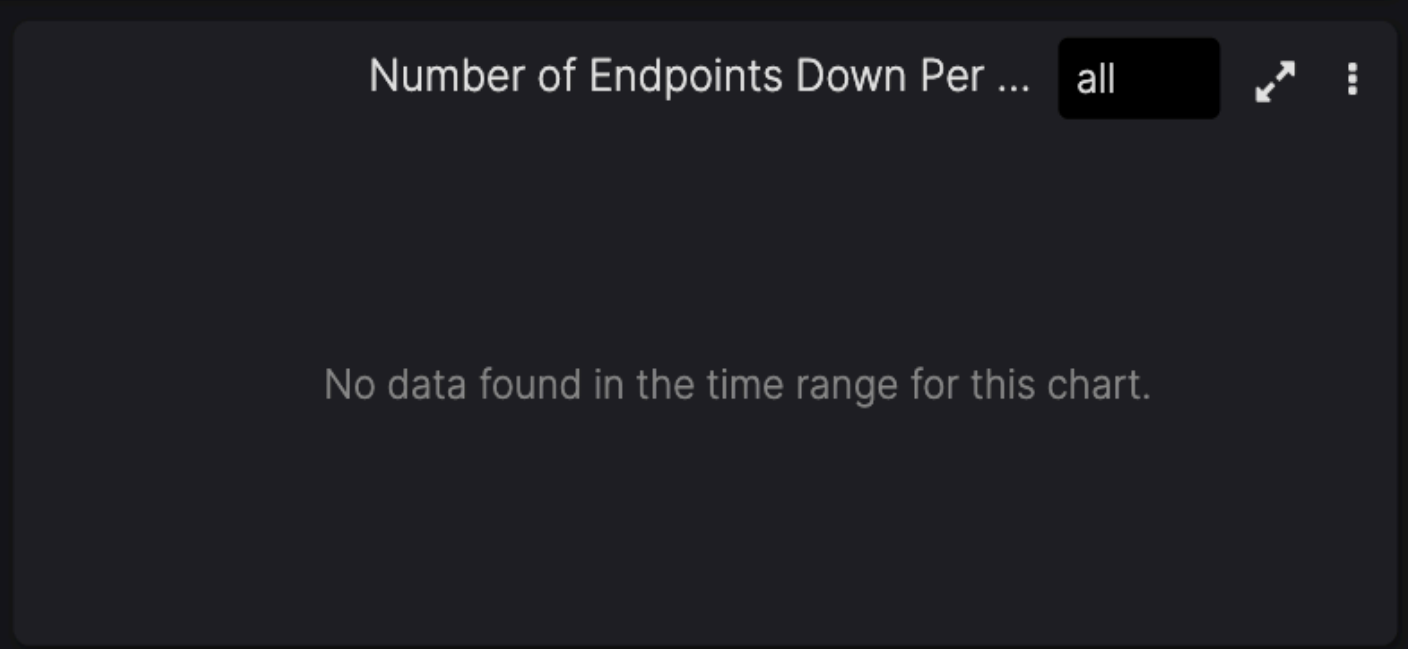 Number of Endpoints Down Per ... all
No data found in the time range for this chart.